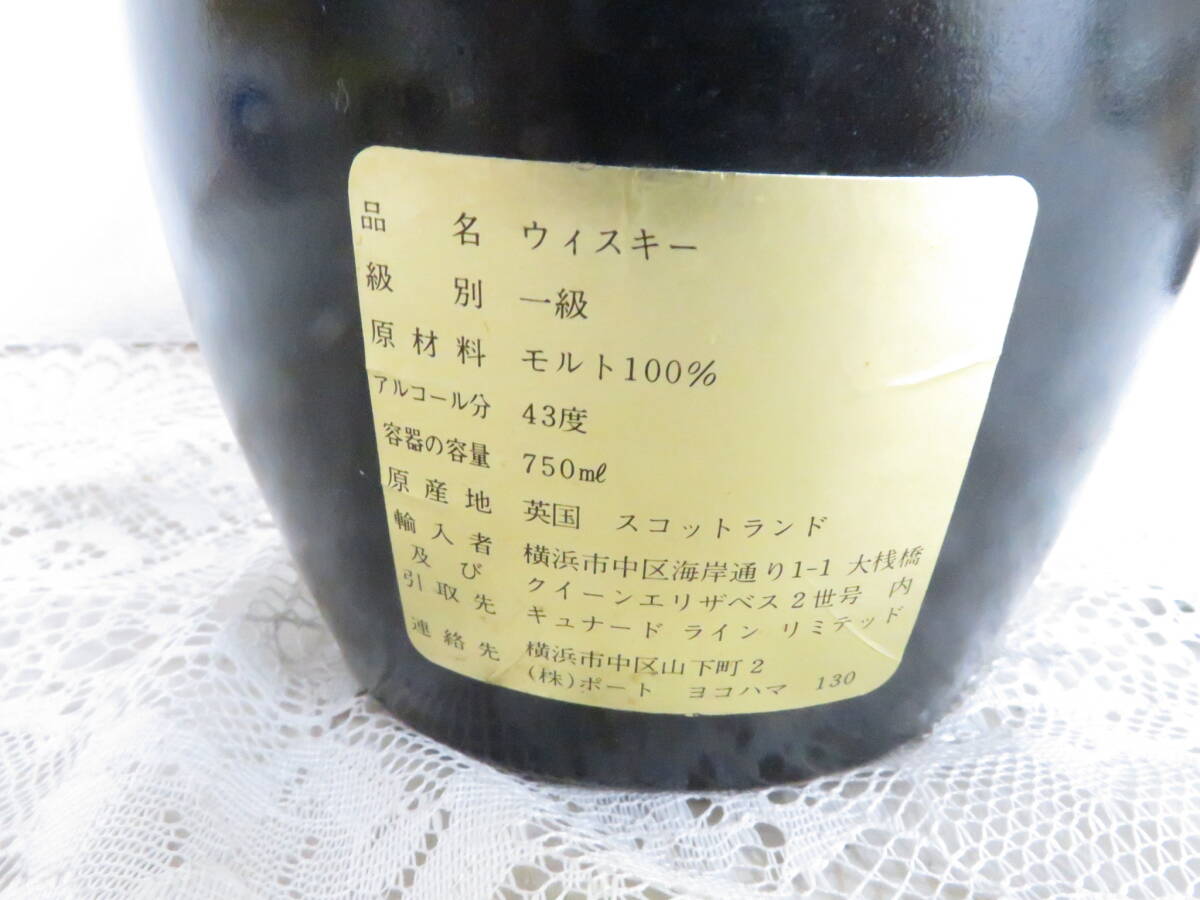 品名 ウィスキー
級別 一級
原材料 モルト100%
アルコール分 43度
容器の容量 750mℓ
原産地 英国 スコットランド
輸入者 横浜市中区海岸通り1-1 大桟橋
及び クイーンエリザベス2世号 内
引取先 キュナード ライン リミテッド
連絡先 横浜市中区山下町2
(株)ポート ヨコハマ 130